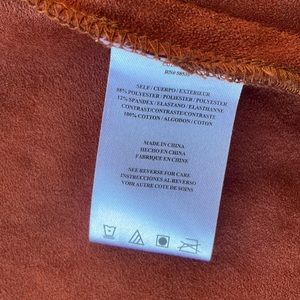 SELF / CUERPO / EXTERIEUR
88% POLYESTER / POLIESTER / POLYESTER
12% SPANDEX / ELASTANO / ELASTHANNE
CONTRAST/CONTRASTE/CONTRASTE
100% COTTON / ALGODON / COTON
MADE IN CHINA
HECHO EN CHINA
FABRIQUE EN CHINE
SEE REVERSE FOR CARE
INSTRUCTIONES AL REVERSO
VOIR AUTRE COTE DE SOINS